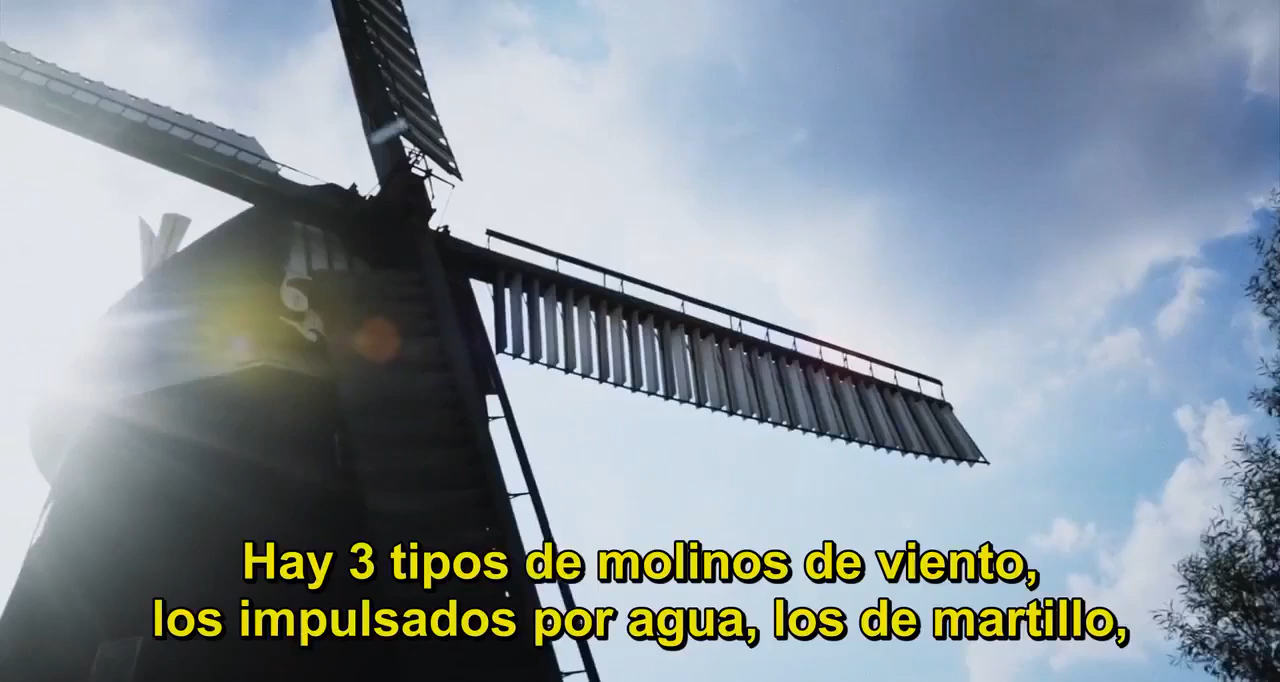 Hay 3 tipos de molinos de viento,
los impulsados por agua, los de martillo,